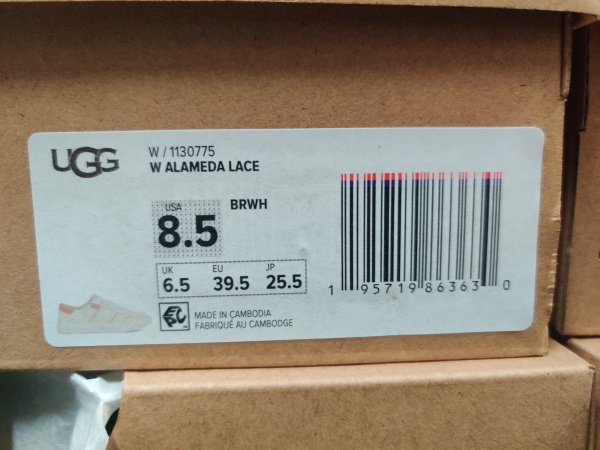 UGG
W / 1130775
W ALAMEDA LACE
USA
8.5
BRWH
UK EU JP
6.5 39.5 25.5
MADE IN CAMBODIA
FABRIQUÉ AU CAMBODGE
1 95719 86363 0